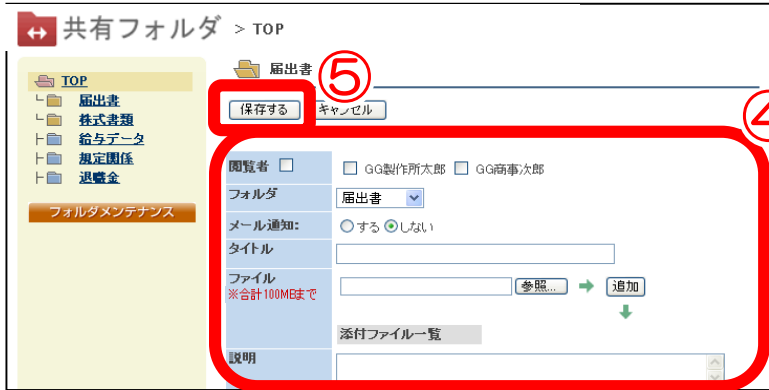 共有フォルダ > TOP
TOP
届出書
株式書類
給与データ
規定関係
退職金
フォルダメンテナンス
届出書
⑤
保存する キャンセル
④
閲覧者 GG製作所太郎 GG商事次郎
フォルダ 届出書
メール通知: する しない
タイトル
ファイル 参照... 追加
※合計100MBまで
添付ファイル一覧
説明